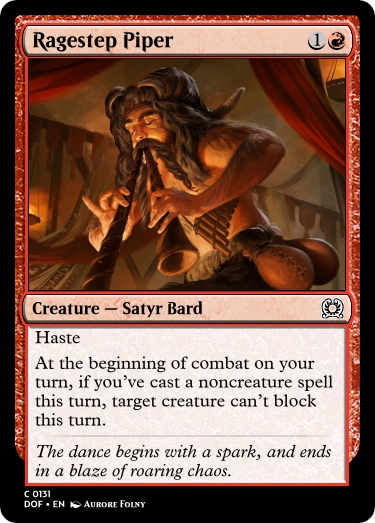 Ragestep Piper 1
Creature — Satyr Bard
Haste
At the beginning of combat on your
turn, if you've cast a noncreature spell
this turn, target creature can't block
this turn.
The dance begins with a spark, and ends
in a blaze of roaring chaos.
C 0131
DOF • EN Aurore Folny